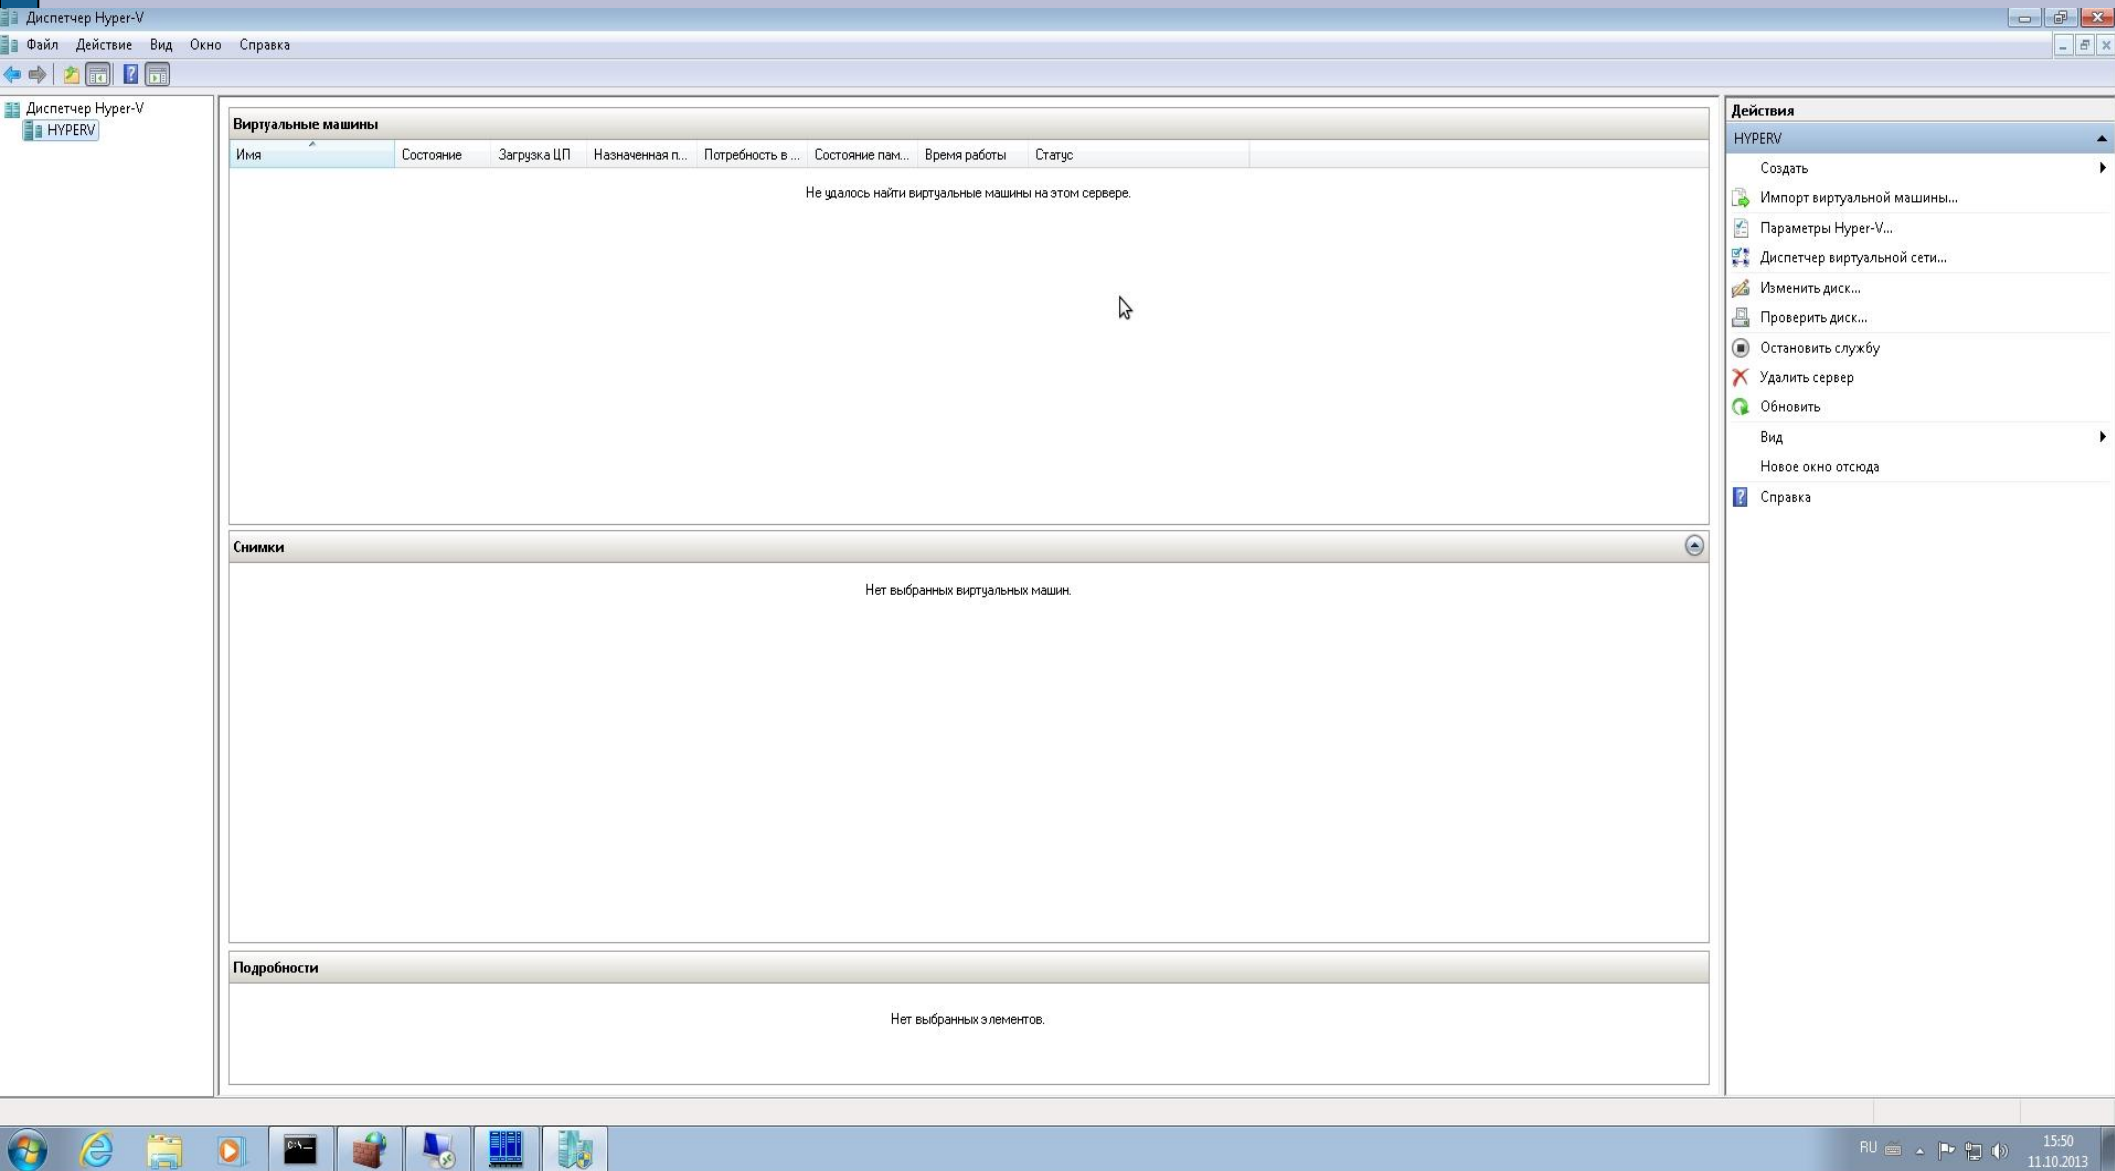 Диспетчер Hyper-V
Файл Действие Вид Окно Справка
Диспетчер Hyper-V
HYPERV
Виртуальные машины
Имя Состояние Загрузка ЦП Назначенная п... Потребность в ... Состояние пам... Время работы Статус
Не удалось найти виртуальные машины на этом сервере.
Снимки
Нет выбранных виртуальных машин.
Подробности
Нет выбранных элементов.
Действия
HYPERV
Создать
Импорт виртуальной машины...
Параметры Hyper-V...
Диспетчер виртуальной сети...
Изменить диск...
Проверить диск...
Остановить службу
Удалить сервер
Обновить
Вид
Новое окно отсюда
Справка
C:\_
RU
15:50
11.10.2013